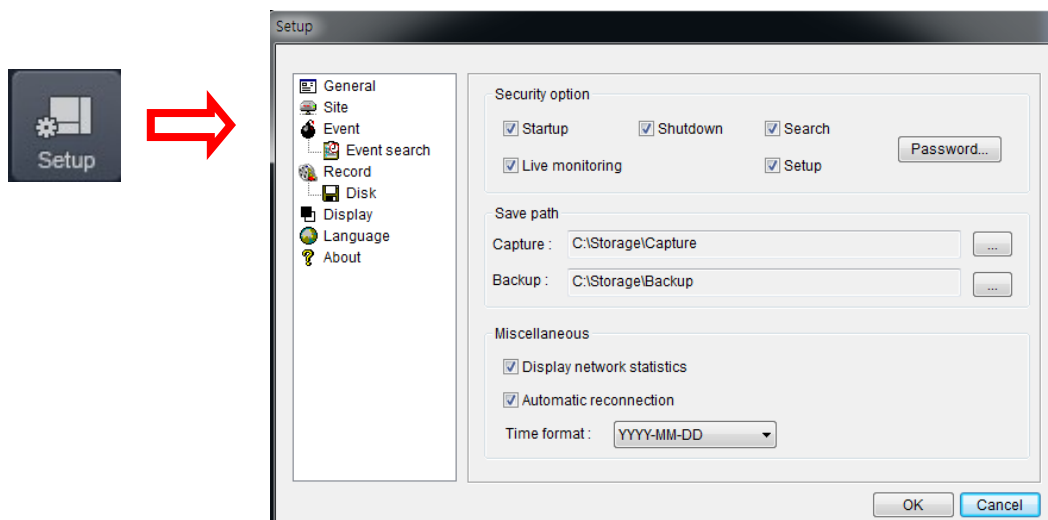 Setup
Setup
General
Site
Event
Event search
Record
Disk
Display
Language
About
Security option
Startup Shutdown Search
Password...
Live monitoring Setup
Save path
Capture : C:\Storage\Capture ...
Backup : C:\Storage\Backup ...
Miscellaneous
Display network statistics
Automatic reconnection
Time format : YYYY-MM-DD
OK Cancel